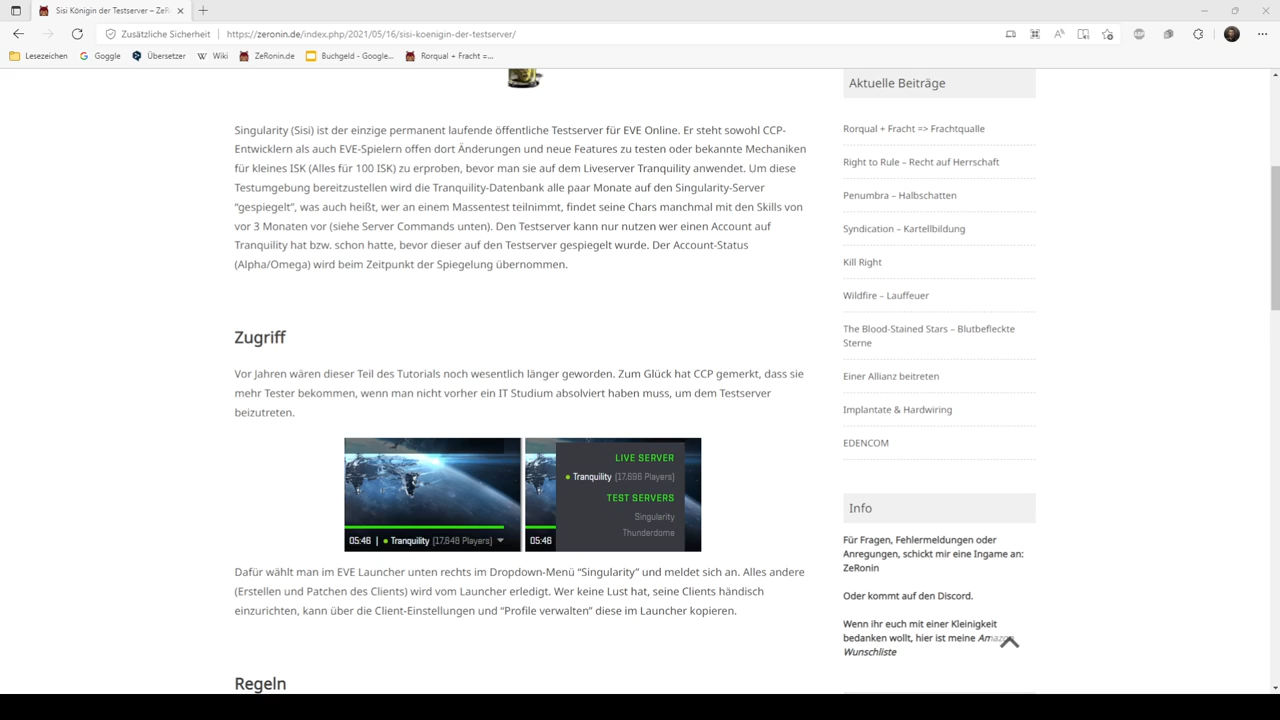 Sisi Königin der Testserver – ZeR
Zusätzliche Sicherheit | https://zeronin.de/index.php/2021/05/16/sisi-koenigin-der-testserver/
Lesezeichen Goggle Übersetzer Wiki ZeRonin.de Buchgeld - Google... Rorqual + Fracht =...
Singularity (Sisi) ist der einzige permanent laufende öffentliche Testserver für EVE Online. Er steht sowohl CCP-
Entwicklern als auch EVE-Spielern offen dort Änderungen und neue Features zu testen oder bekannte Mechaniken
für kleines ISK (Alles für 100 ISK) zu erproben, bevor man sie auf dem Liveserver Tranquility anwendet. Um diese
Testumgebung bereitzustellen wird die Tranquility-Datenbank alle paar Monate auf den Singularity-Server
“gespiegelt”, was auch heißt, wer an einem Massentest teilnimmt, findet seine Chars manchmal mit den Skills von
vor 3 Monaten vor (siehe Server Commands unten). Den Testserver kann nur nutzen wer einen Account auf
Tranquility hat bzw. schon hatte, bevor dieser auf den Testserver gespiegelt wurde. Der Account-Status
(Alpha/Omega) wird beim Zeitpunkt der Spiegelung übernommen.
Zugriff
Vor Jahren wären dieser Teil des Tutorials noch wesentlich länger geworden. Zum Glück hat CCP gemerkt, dass sie
mehr Tester bekommen, wenn man nicht vorher ein IT Studium absolviert haben muss, um dem Testserver
beizutreten.
05:46 | Tranquility [17,648 Players]
LIVE SERVER
Tranquility [17,696 Players]
TEST SERVERS
Singularity
Thunderdome
05:46
Dafür wählt man im EVE Launcher unten rechts im Dropdown-Menü “Singularity” und meldet sich an. Alles andere
(Erstellen und Patchen des Clients) wird vom Launcher erledigt. Wer keine Lust hat, seine Clients händisch
einzurichten, kann über die Client-Einstellungen und “Profile verwalten” diese im Launcher kopieren.
Regeln
Aktuelle Beiträge
Rorqual + Fracht => Frachtqualle
Right to Rule – Recht auf Herrschaft
Penumbra – Halbschatten
Syndication – Kartellbildung
Kill Right
Wildfire – Lauffeuer
The Blood-Stained Stars – Blutbefleckte
Sterne
Einer Allianz beitreten
Implantate & Hardwiring
EDENCOM
Info
Für Fragen, Fehlermeldungen oder
Anregungen, schickt mir eine Ingame an:
ZeRonin
Oder kommt auf den Discord.
Wenn ihr euch mit einer Kleinigkeit
bedanken wollt, hier ist meine Amazon
Wunschliste